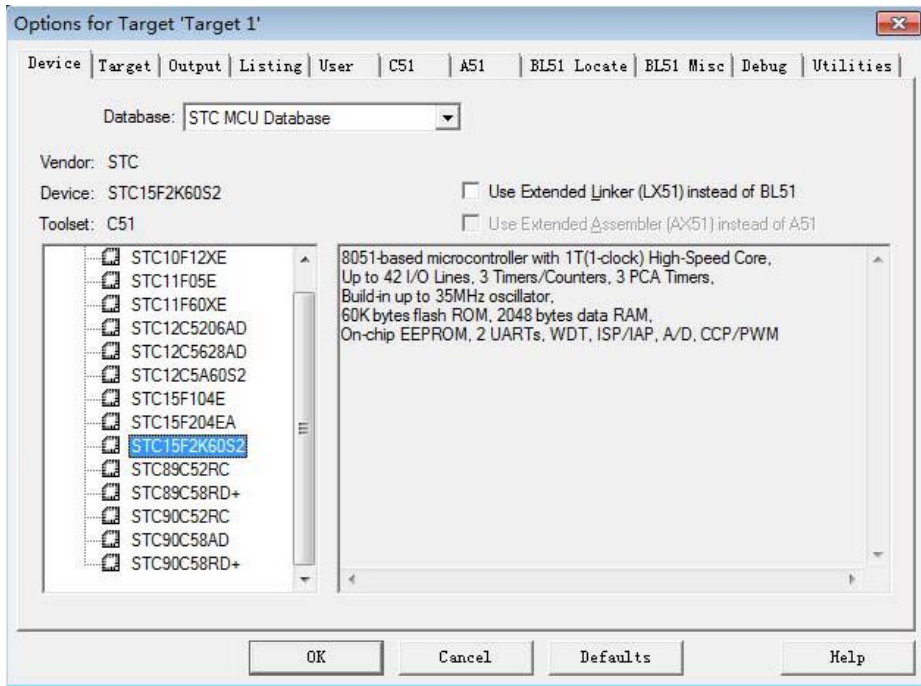 Options for Target 'Target 1'
Device Target Output Listing User C51 A51 BL51 Locate BL51 Misc Debug Utilities
Database: STC MCU Database
Vendor: STC
Device: STC15F2K60S2
Use Extended Linker (LX51) instead of BL51
Toolset: C51
Use Extended Assembler (AX51) instead of A51
STC10F12XE
STC11F05E
STC11F60XE
STC12C5206AD
STC12C5628AD
STC12C5A60S2
STC15F104E
STC15F204EA
STC15F2K60S2
STC89C52RC
STC89C58RD+
STC90C52RC
STC90C58AD
STC90C58RD+
8051-based microcontroller with 1T(1-clock) High-Speed Core,
Up to 42 I/O Lines, 3 Timers/Counters, 3 PCA Timers,
Build-in up to 35MHz oscillator,
60K bytes flash ROM, 2048 bytes data RAM,
On-chip EEPROM, 2 UARTs, WDT, ISP/IAP, A/D, CCP/PWM
OK Cancel Defaults Help